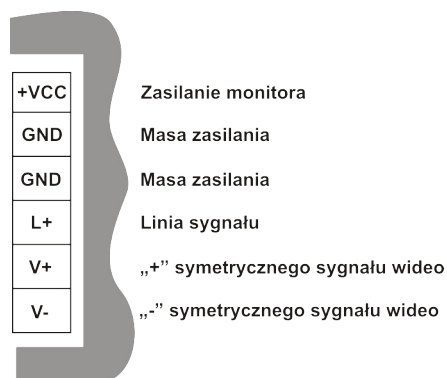 +VCC Zasilanie monitora
GND Masa zasilania
GND Masa zasilania
L+ Linia sygnału
V+ „+” symetrycznego sygnału wideo
V- „-” symetrycznego sygnału wideo